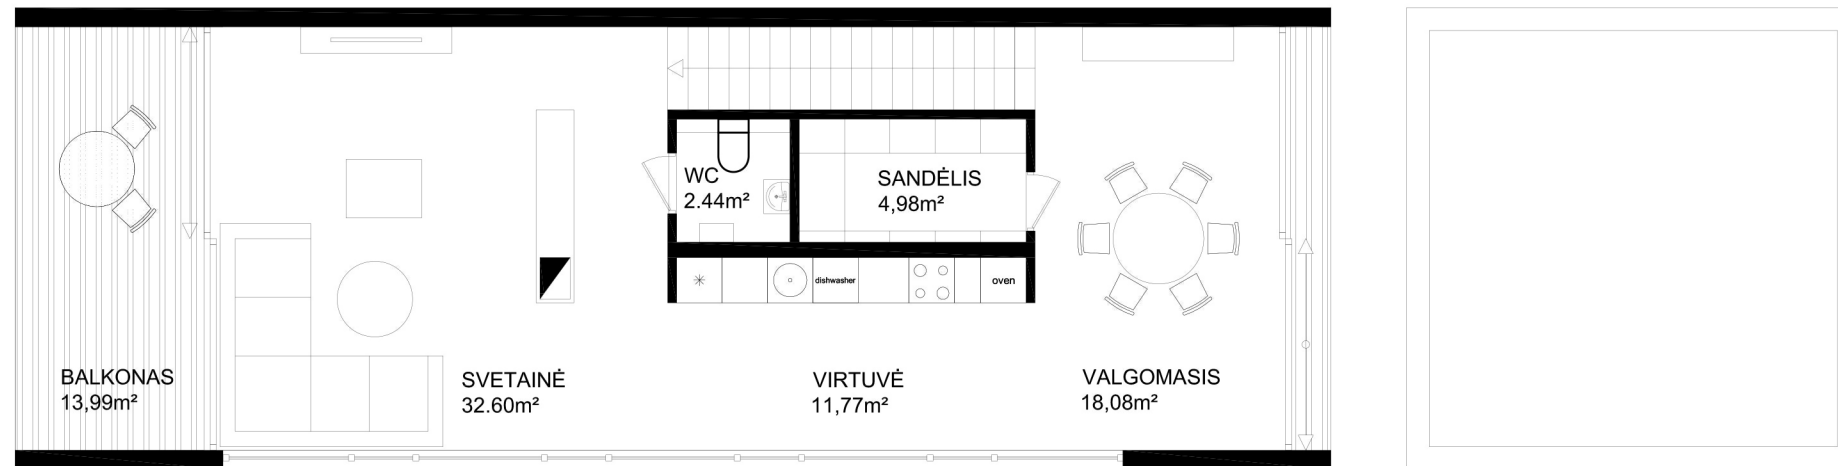 WC
2.44m²
SANDĖLIS
4,98m²
dishwasher
oven
BALKONAS
13,99m²
SVETAINĖ
32.60m²
VIRTUVĖ
11,77m²
VALGOMASIS
18,08m²